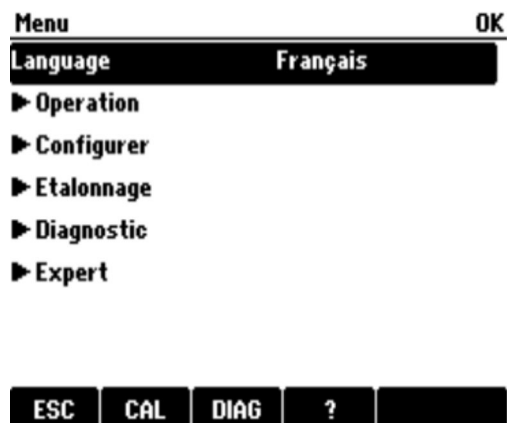 Menu OK
Language Français
Operation
Configurer
Etalonnage
Diagnostic
Expert
ESC CAL DIAG ?